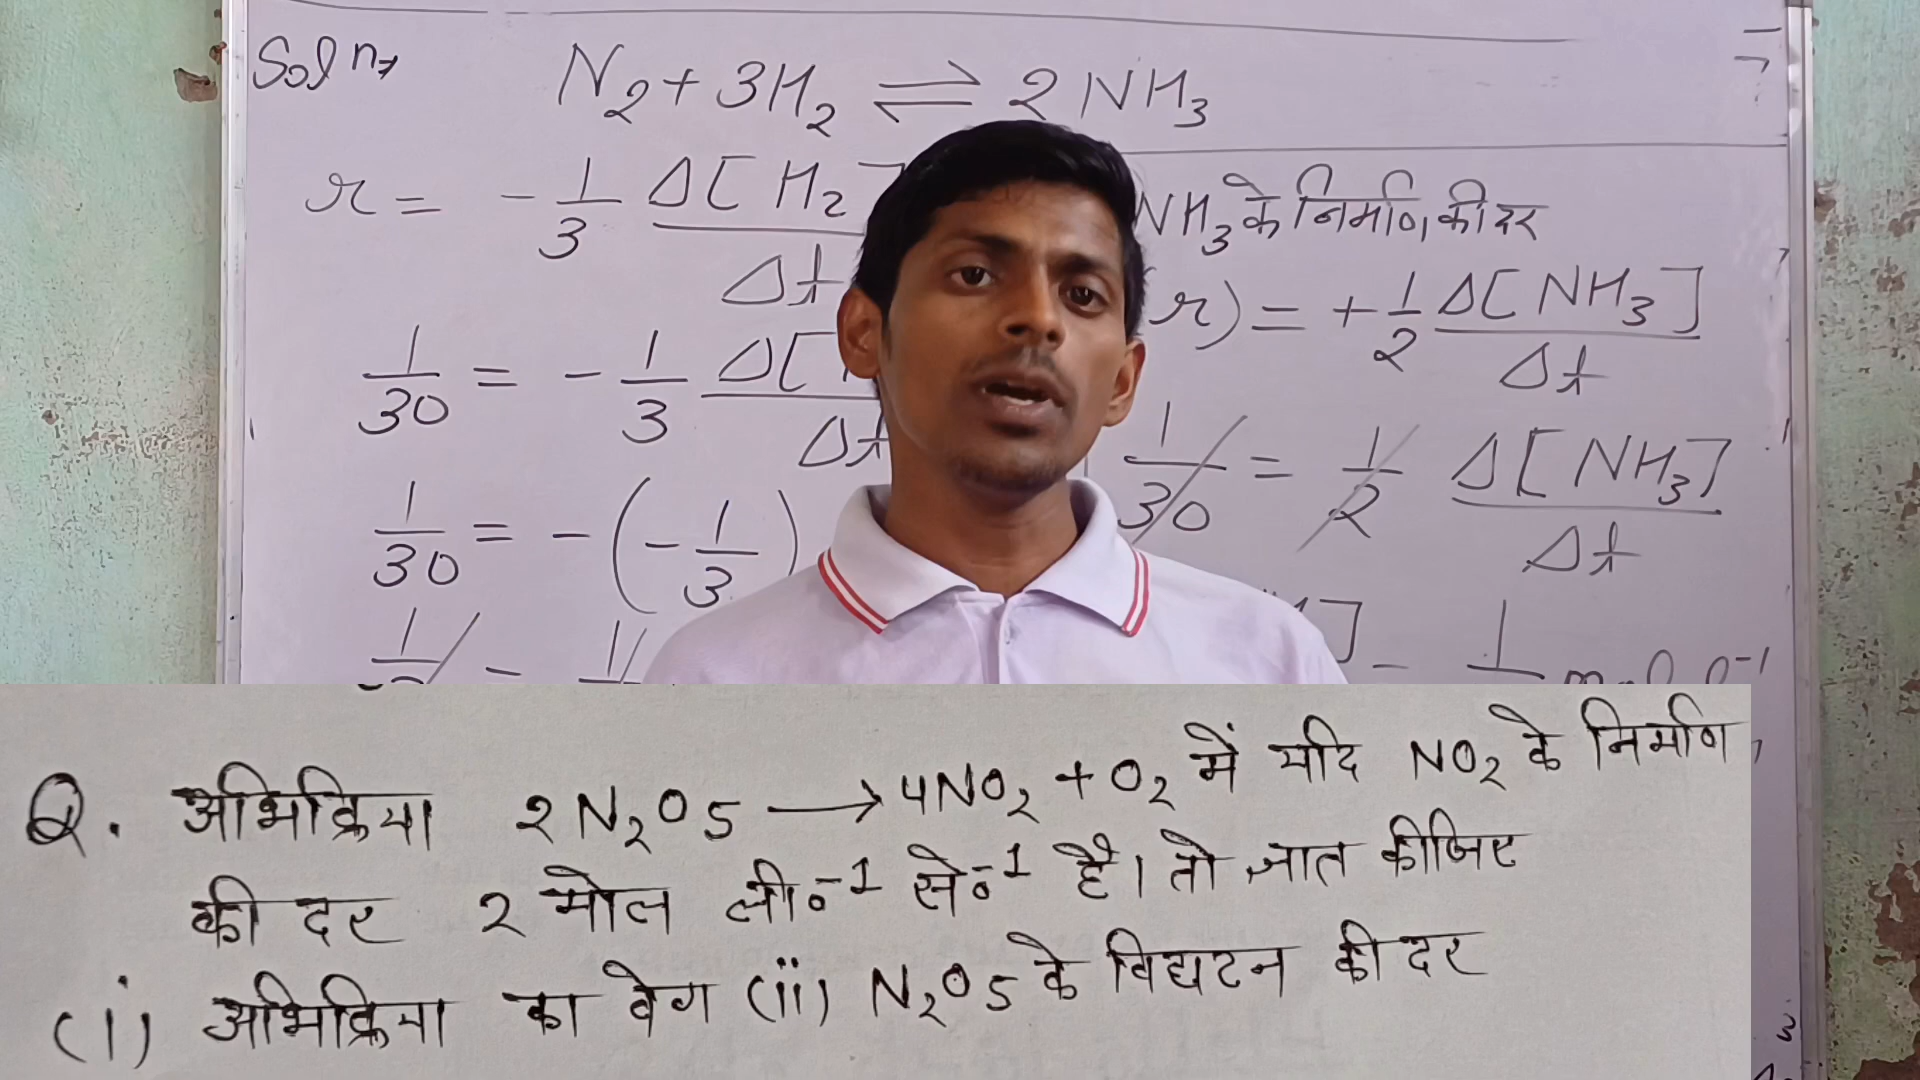 Solⁿ→ N₂ + 3H₂ ⇌ 2NH₃
r = - 1/3 Δ[H₂]/Δt
1/30 = - 1/3 Δ[
Δt
1/30 = - (- 1/3)
NH₃ के निर्माण की दर
r) = + 1/2 Δ[NH₃]/Δt
1/30 = 1/2 Δ[NH₃]/Δt
Q. अभिक्रिया 2N₂O₅ ⟶ 4NO₂ + O₂ में यदि NO₂ के निर्माण
की दर 2 मोल ली०⁻¹ से०⁻¹ है। तो ज्ञात कीजिए
(i) अभिक्रिया का वेग (ii) N₂O₅ के विघटन की दर